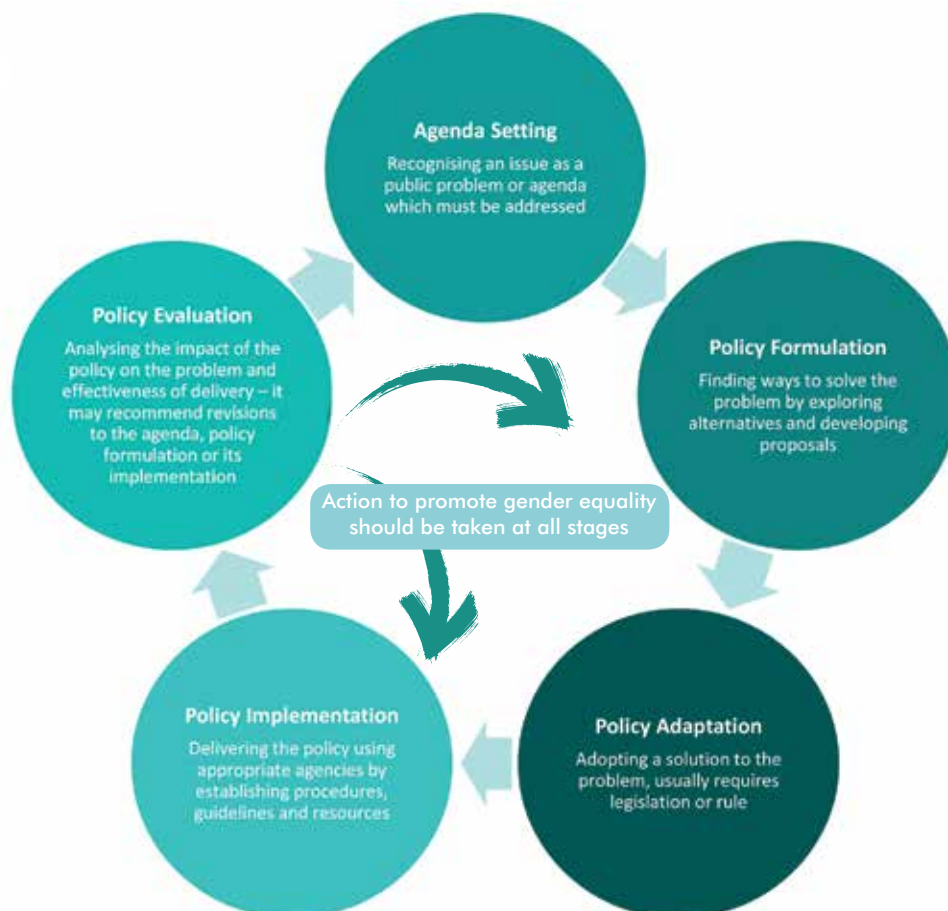 Agenda Setting
Recognising an issue as a
public problem or agenda
which must be addressed
Policy Formulation
Finding ways to solve the
problem by exploring
alternatives and developing
proposals
Policy Adaptation
Adopting a solution to the
problem, usually requires
legislation or rule
Policy Implementation
Delivering the policy using
appropriate agencies by
establishing procedures,
guidelines and resources
Policy Evaluation
Analysing the impact of the
policy on the problem and
effectiveness of delivery – it
may recommend revisions
to the agenda, policy
formulation or its
implementation
Action to promote gender equality
should be taken at all stages